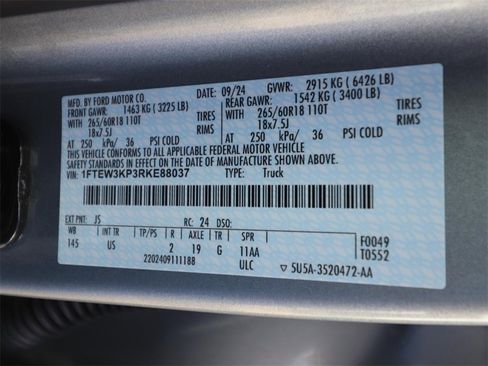 MFD. BY FORD MOTOR CO. DATE: 09/24 GVWR: 2915 KG ( 6426 LB)
FRONT GAWR: 1463 KG ( 3225 LB) REAR GAWR: 1542 KG ( 3400 LB)
265/60R18 110T TIRES 265/60R18 110T TIRES
18x7.5J RIMS 18x7.5J RIMS
AT 250 kPa/ 36 PSI COLD AT 250 kPa/ 36 PSI COLD
THIS VEHICLE CONFORMS TO ALL APPLICABLE FEDERAL MOTOR VEHICLE
SAFETY AND THEFT PREVENTION STANDARDS IN EFFECT ON THE DATE OF MANUFACTURE SHOWN ABOVE.
VIN: 1FTEW3KP3RKE88037 TYPE: Truck
EXT PNT: JS RC: 24 DSO:
WB INT TR TP/PS R AXLE TR SPR F0049
145 US 2 19 G 11AA T0552
2202409111188 ULC ▽ 5U5A-3520472-AA